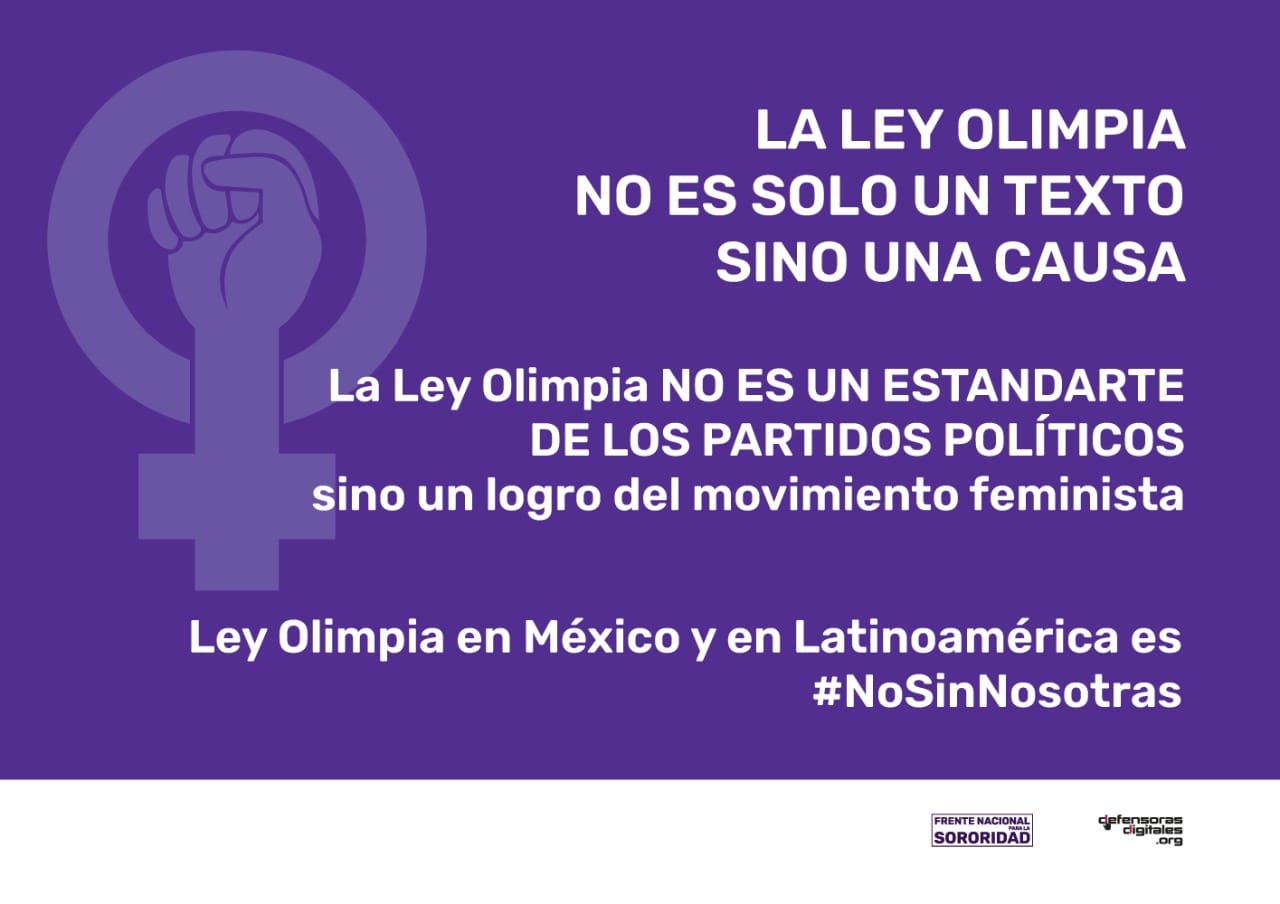 LA LEY OLIMPIA
NO ES SOLO UN TEXTO
SINO UNA CAUSA
La Ley Olimpia NO ES UN ESTANDARTE
DE LOS PARTIDOS POLÍTICOS
sino un logro del movimiento feminista
Ley Olimpia en México y en Latinoamérica es
#NoSinNosotras
FRENTE NACIONAL
PARA LA
SORORIDAD
defensoras
digitales
.org